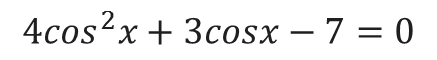 4cos²x + 3cosx − 7 = 0